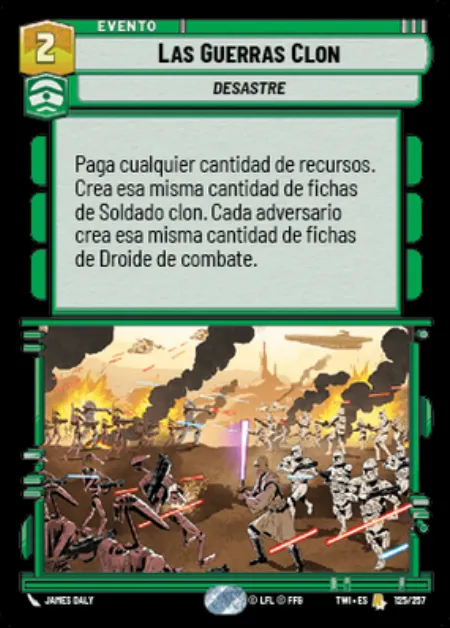 EVENTO
2
LAS GUERRAS CLON
DESASTRE
Paga cualquier cantidad de recursos.
Crea esa misma cantidad de fichas
de Soldado clon. Cada adversario
crea esa misma cantidad de fichas
de Droide de combate.
JAMES DALY
© LFL © FFG
TWI • ES
125/257